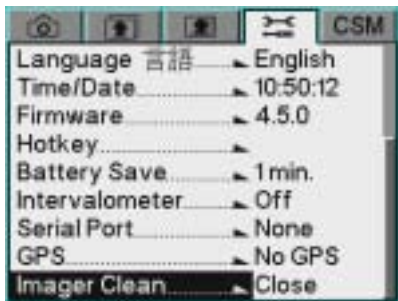 CSM
Language 言語 English
Time/Date 10:50:12
Firmware 4.5.0
Hotkey
Battery Save 1 min.
Intervalometer Off
Serial Port None
GPS No GPS
Imager Clean Close